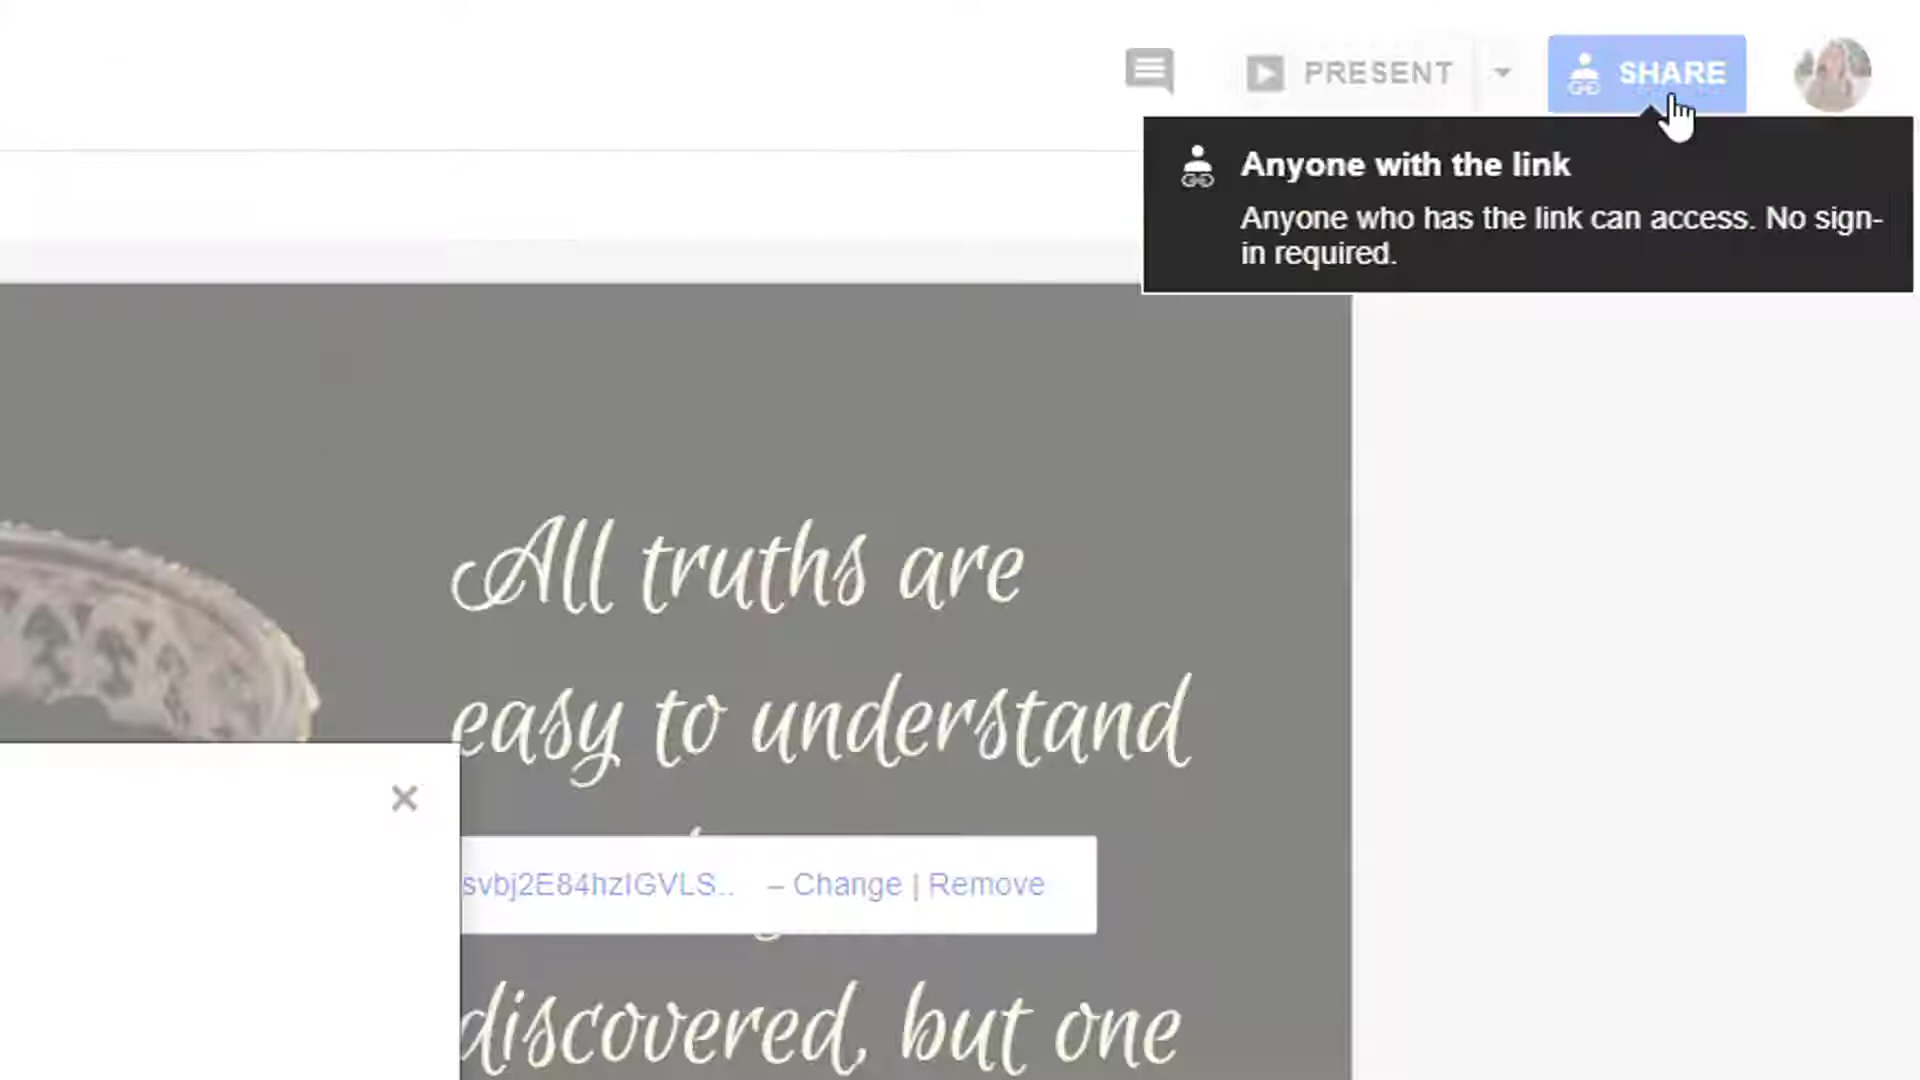 PRESENT
SHARE
Anyone with the link
Anyone who has the link can access. No sign-
in required.
All truths are
easy to understand
svbj2E84hzIGVLS.. – Change | Remove
discovered, but one